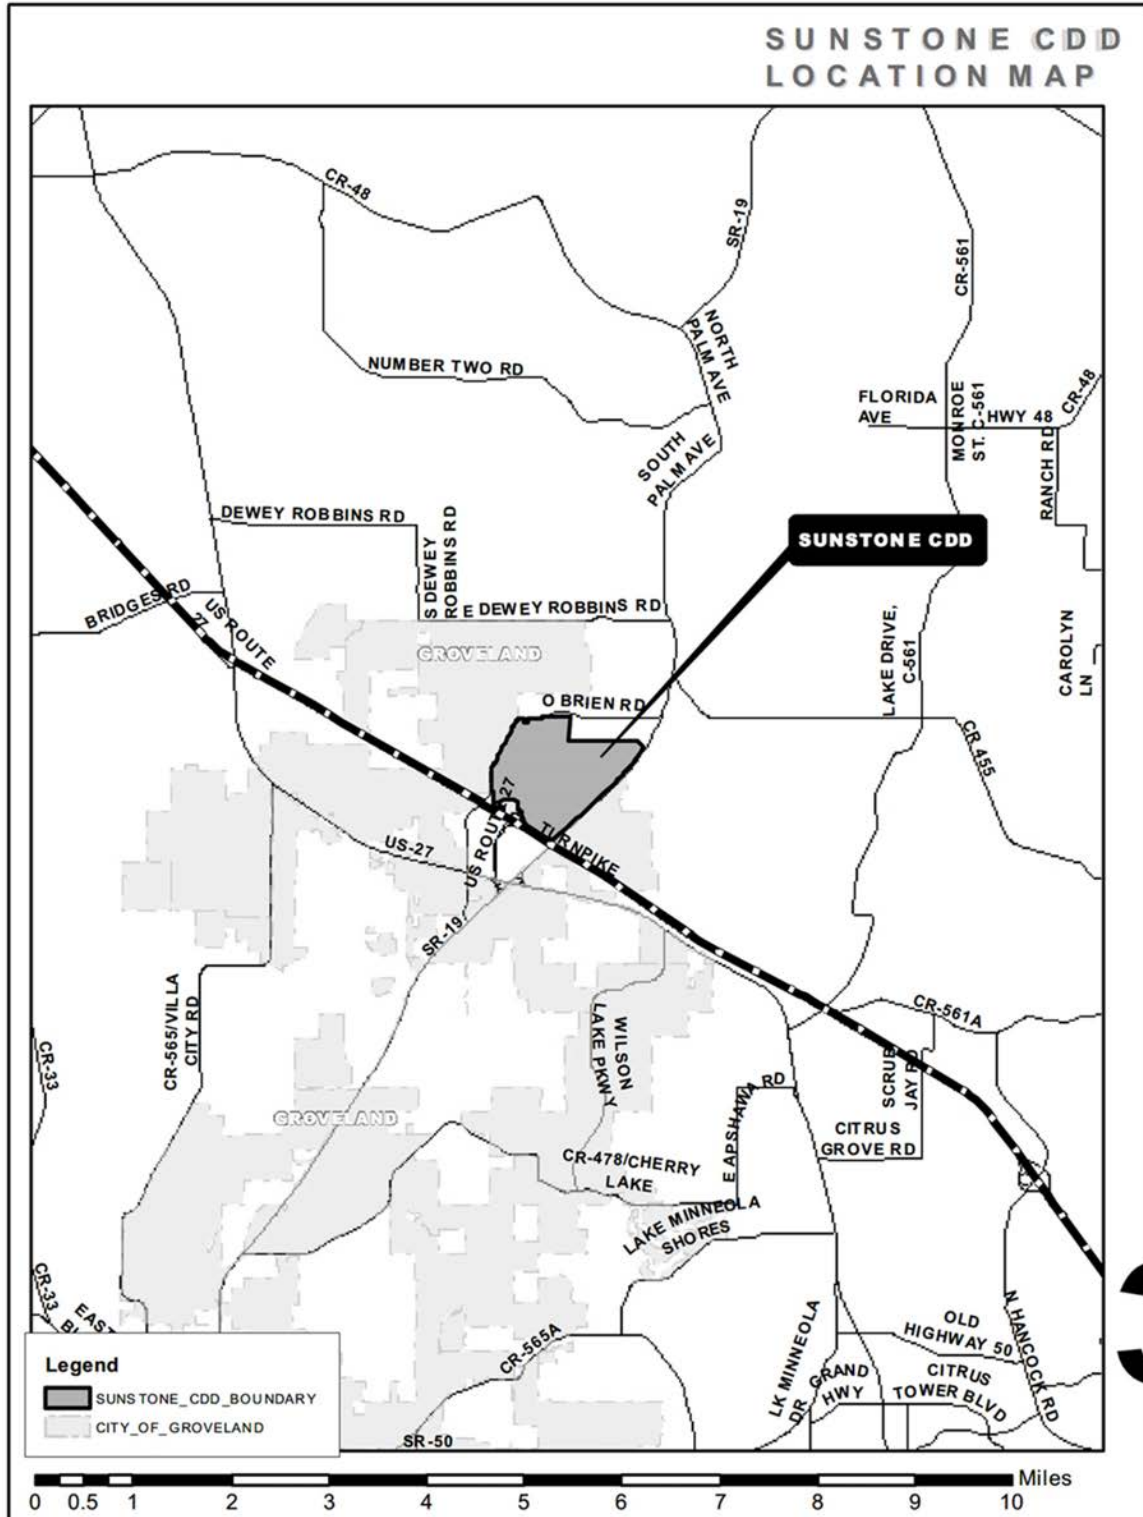 SUNSTONE CDD
LOCATION MAP
CR-48
SR-19
CR-561
NORTH
PALM AVE
NUMBER TWO RD
FLORIDA
AVE
MONROE
ST. C-561
HWY 48
CR-48
RANCH RD
SOUTH
PALM AVE
DEWEY ROBBINS RD
S DEWEY
ROBBINS RD
SUNSTONE CDD
BRIDGES RD
US ROUTE
27
E DEWEY ROBBINS RD
GROVELAND
LAKE DRIVE,
C-561
CAROLYN
LN
O BRIEN RD
CR 455
US ROUTE 27
TURNPIKE
US-27
SR-19
CR-565/VILLA
CITY RD
WILSON
LAKE PKWY
CR-561A
CR-33
SCRUB
JAY RD
E APSHAWA RD
GROVELAND
CITRUS
GROVE RD
CR-478/CHERRY
LAKE
LAKE MINNEOLA
SHORES
CR-33
EAST
CR-565A
LK MINNEOLA
DR
OLD
HIGHWAY 50
N HANCOCK RD
GRAND
HWY
CITRUS
TOWER BLVD
SR-50
Legend
SUNSTONE_CDD_BOUNDARY
CITY_OF_GROVELAND
0 0.5 1 2 3 4 5 6 7 8 9 10 Miles